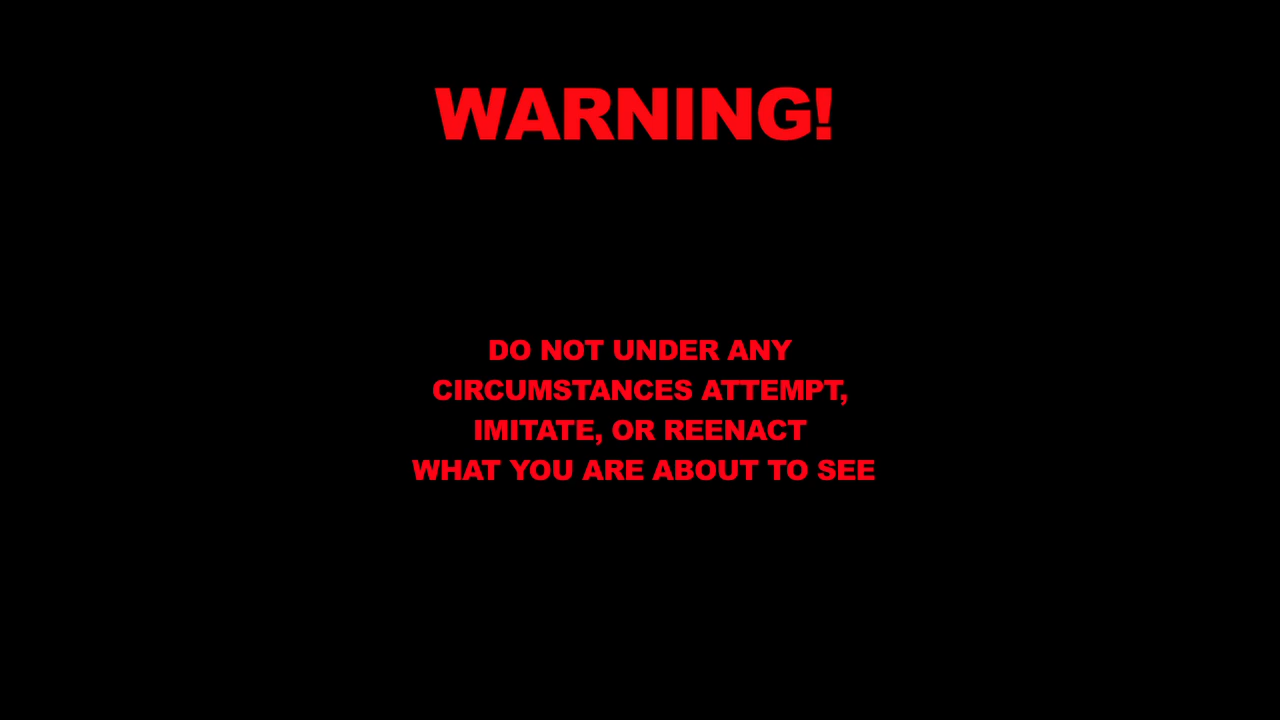 WARNING!
DO NOT UNDER ANY
CIRCUMSTANCES ATTEMPT,
IMITATE, OR REENACT
WHAT YOU ARE ABOUT TO SEE